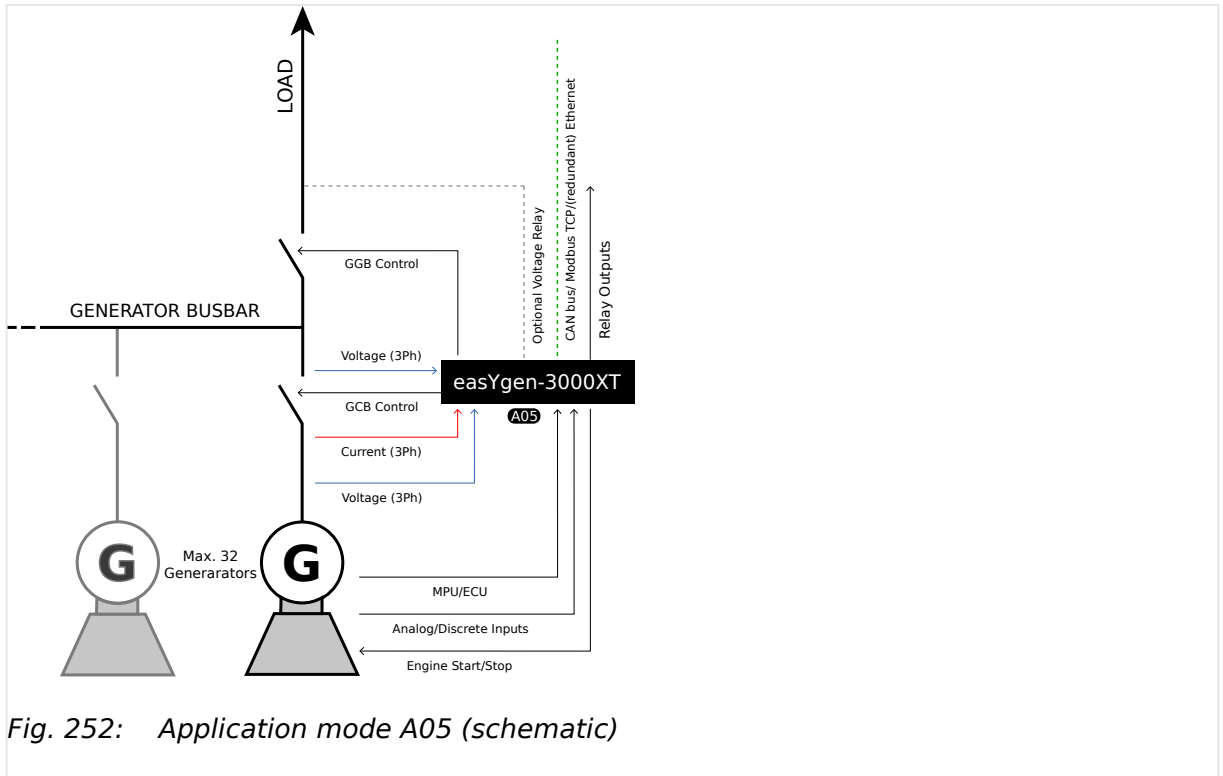 LOAD
Optional Voltage Relay
CAN bus/ Modbus TCP/(redundant) Ethernet
Relay Outputs
GGB Control
GENERATOR BUSBAR
Voltage (3Ph)
easYgen-3000XT
GCB Control
A05
Current (3Ph)
Voltage (3Ph)
G
Max. 32
Generarators
G
MPU/ECU
Analog/Discrete Inputs
Engine Start/Stop
Fig. 252: Application mode A05 (schematic)